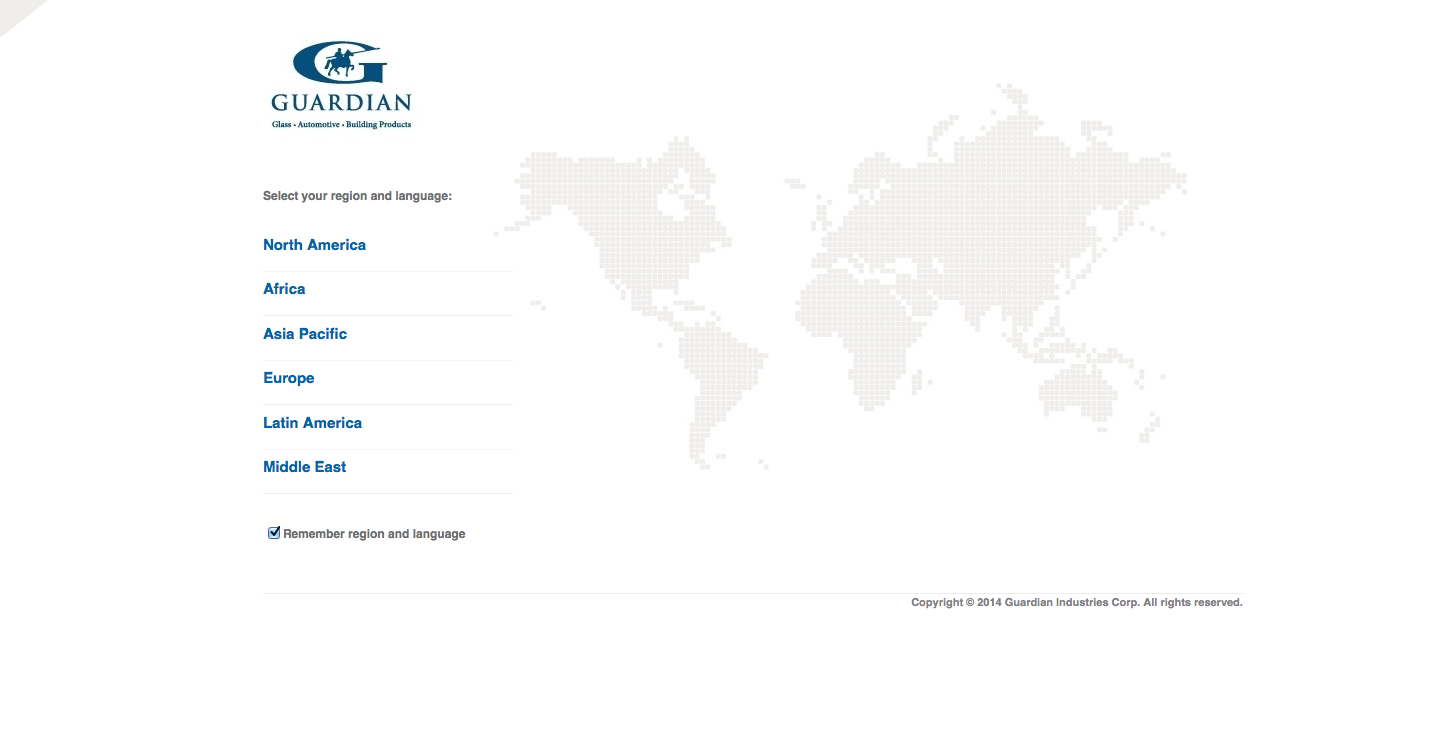 GUARDIAN
Glass • Automotive • Building Products
Select your region and language:
North America
Africa
Asia Pacific
Europe
Latin America
Middle East
Remember region and language
Copyright © 2014 Guardian Industries Corp. All rights reserved.